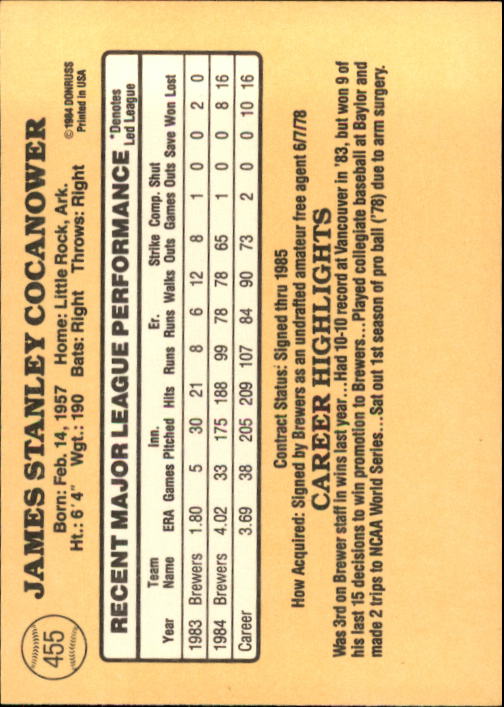 455
JAMES STANLEY COCANOWER
Born: Feb. 14, 1957 Home: Little Rock, Ark.
Ht.: 6'4" Wgt.: 190 Bats: Right Throws: Right
© 1984 DONRUSS
Printed in USA
RECENT MAJOR LEAGUE PERFORMANCE *Denotes Led League
Year Team Name ERA Games Inn. Pitched Hits Runs Er. Runs Walks Strike Outs Comp. Games Shut Outs Save Won Lost
1983 Brewers 1.80 5 30 21 8 6 12 8 1 0 0 2 0
1984 Brewers 4.02 33 175 188 99 78 78 65 1 0 0 8 16
Career 3.69 38 205 209 107 84 90 73 2 0 0 10 16
Contract Status: Signed thru 1985
How Acquired: Signed by Brewers as an undrafted amateur free agent 6/7/78
CAREER HIGHLIGHTS
Was 3rd on Brewer staff in wins last year...Had 10-10 record at Vancouver in '83, but won 9 of
his last 15 decisions to win promotion to Brewers...Played collegiate baseball at Baylor and
made 2 trips to NCAA World Series...Sat out 1st season of pro ball ('78) due to arm surgery.